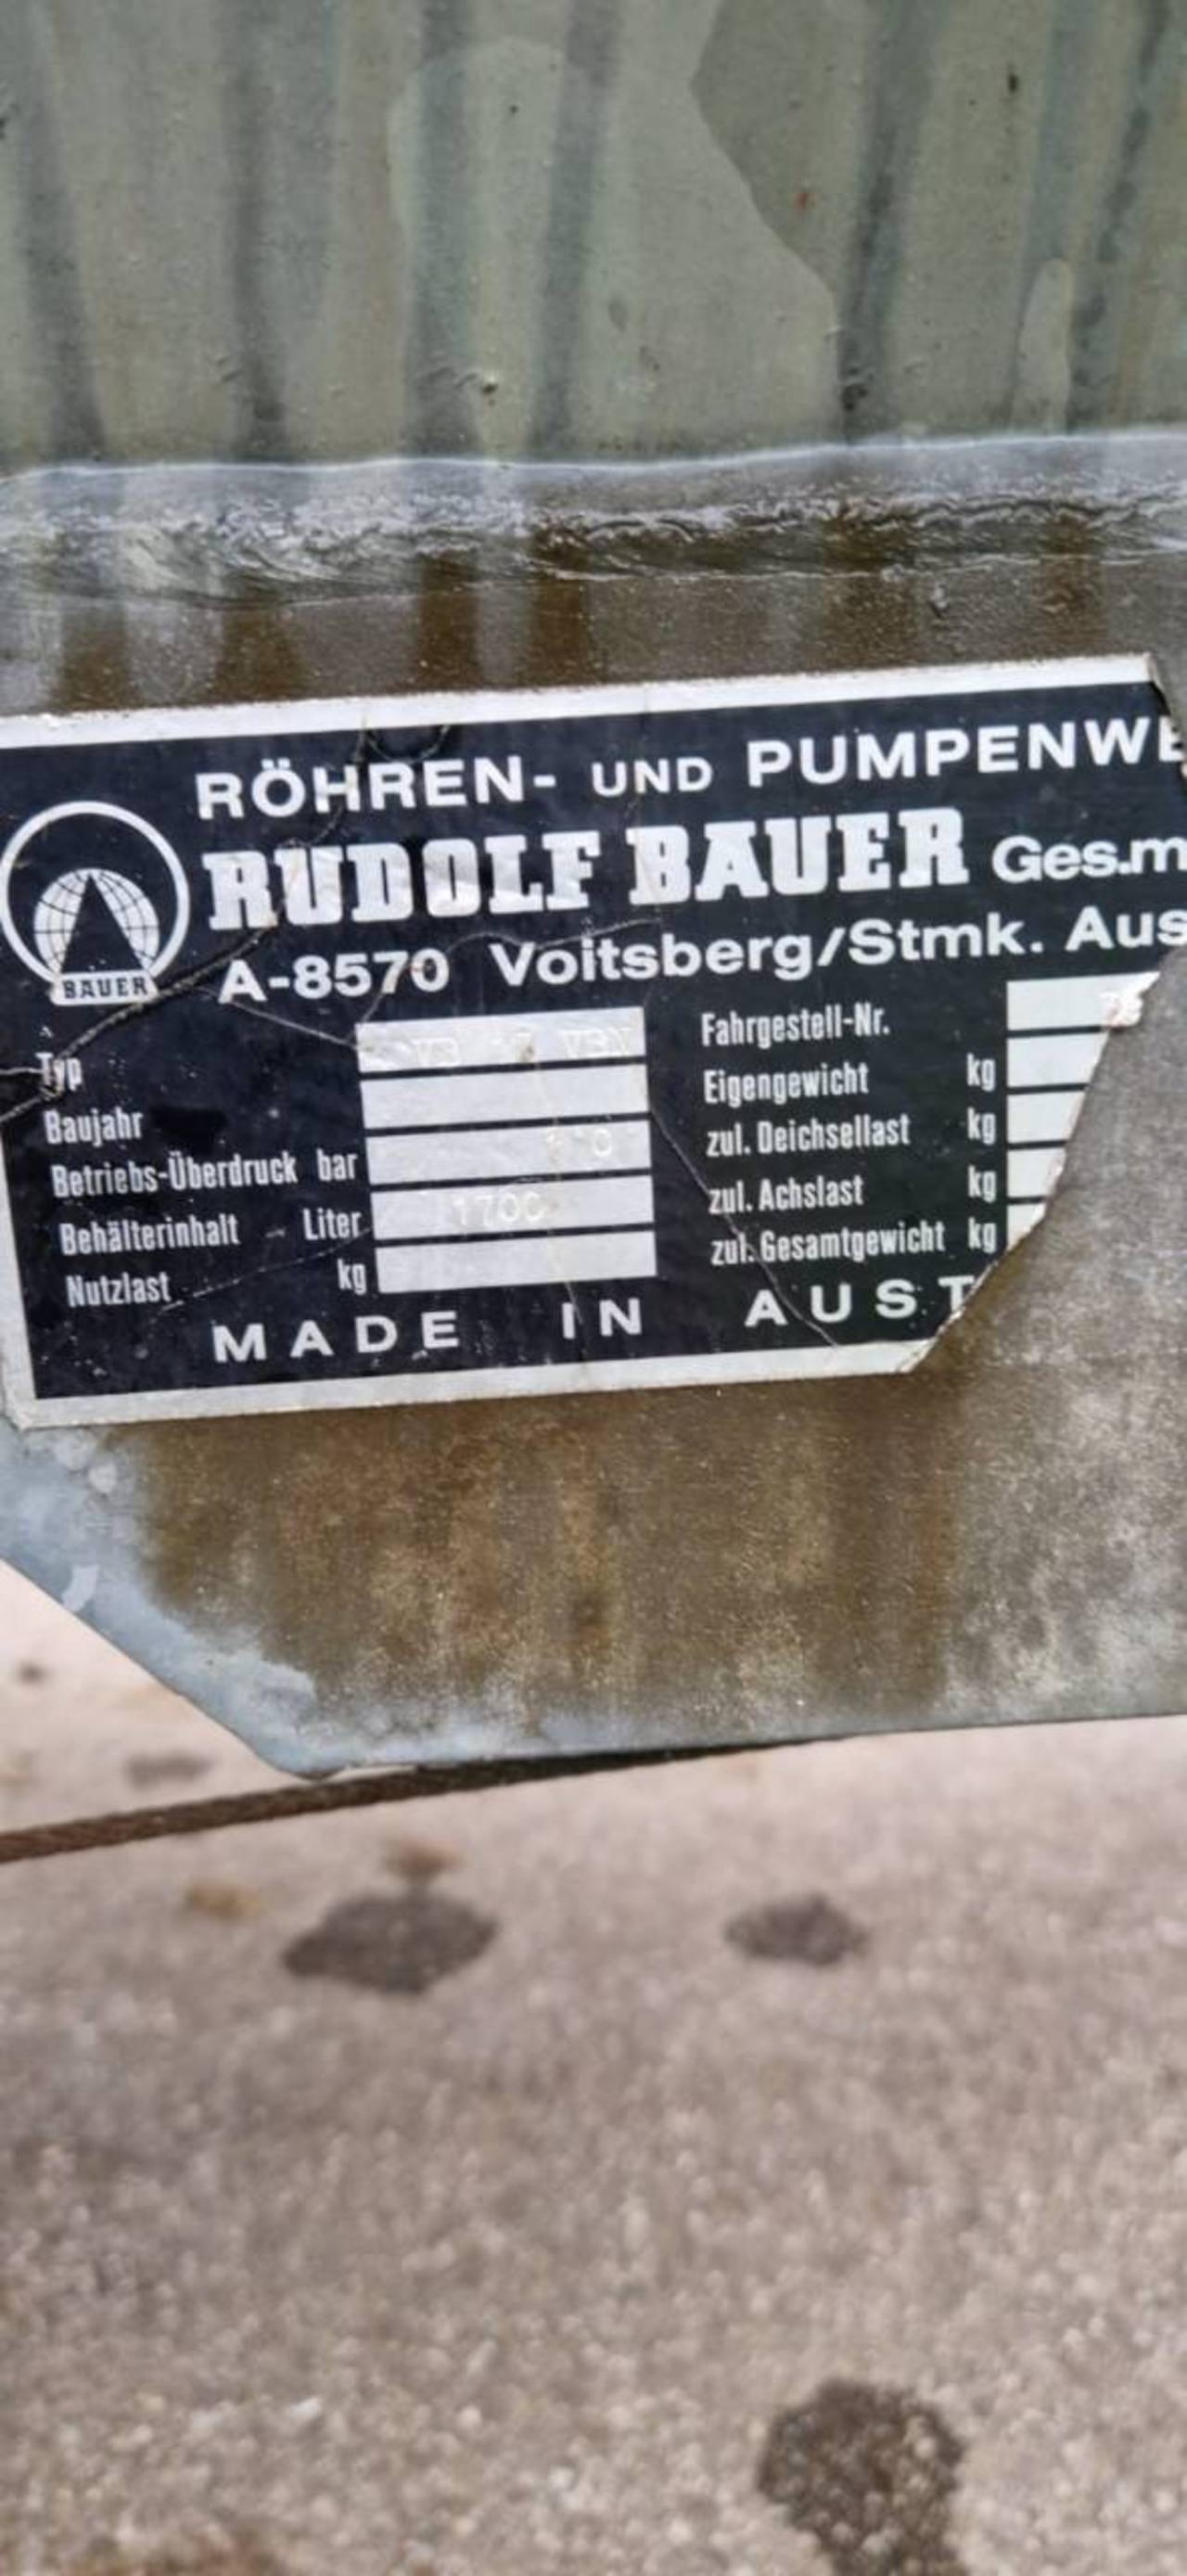 RÖHREN- UND PUMPENWE
RUDOLF BAUER Ges.m
A-8570 Voitsberg/Stmk. Aus
BAUER
Typ
Baujahr
Betriebs-Überdruck bar
Behälterinhalt Liter 1700
Nutzlast kg
Fahrgestell-Nr.
Eigengewicht kg
zul. Deichsellast kg
zul. Achslast kg
zul. Gesamtgewicht kg
MADE IN AUST